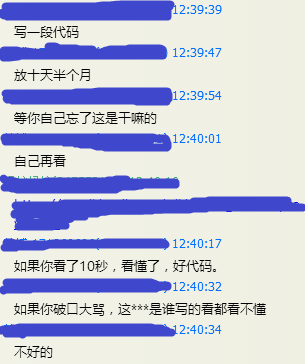 12:39:39
写一段代码
12:39:47
放十天半个月
12:39:54
等你自己忘了这是干嘛的
12:40:01
自己再看
12:40:17
如果你看了10秒，看懂了，好代码。
12:40:32
如果你破口大骂，这***是谁写的看都看不懂
12:40:34
不好的